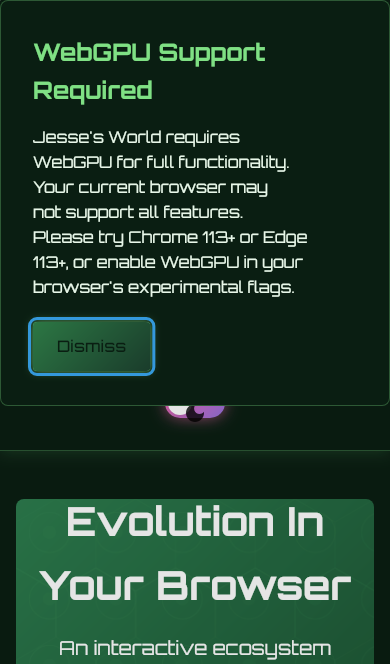 WebGPU Support
Required
Jesse's World requires
WebGPU for full functionality.
Your current browser may
not support all features.
Please try Chrome 113+ or Edge
113+, or enable WebGPU in your
browser's experimental flags.
Dismiss
Evolution In
Your Browser
An interactive ecosystem